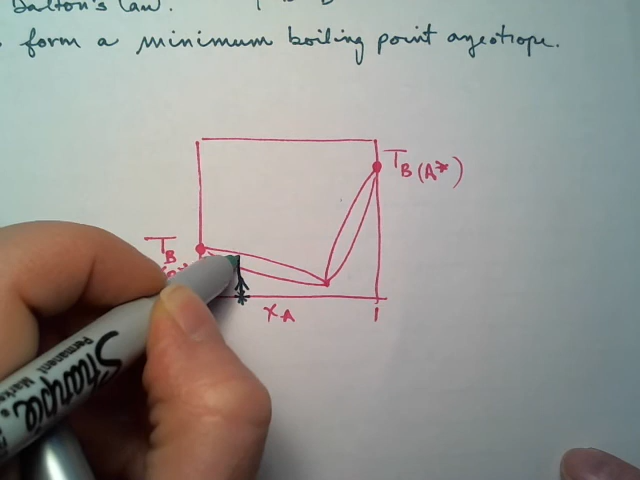 Dalton's Law.
form a minimum boiling point azeotrope.
TB(A*)
TB
xA
1
Sharpie
Permanent Marker